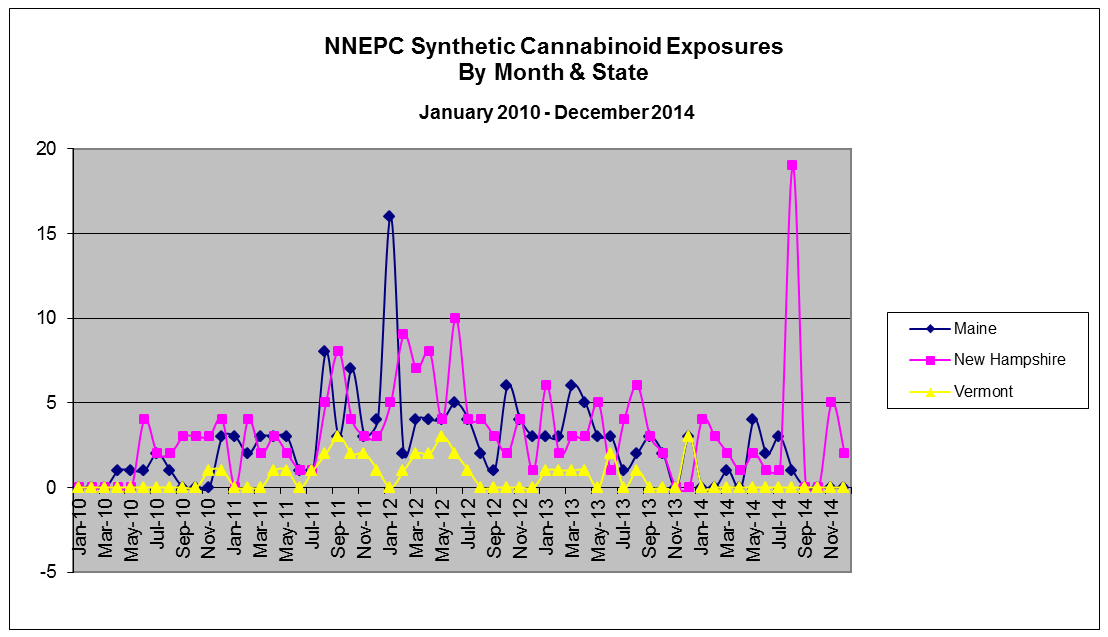 NNEPC Synthetic Cannabinoid Exposures
By Month & State
January 2010 - December 2014
20
15
10
5
0
-5
Jan-10
Mar-10
May-10
Jul-10
Sep-10
Nov-10
Jan-11
Mar-11
May-11
Jul-11
Sep-11
Nov-11
Jan-12
Mar-12
May-12
Jul-12
Sep-12
Nov-12
Jan-13
Mar-13
May-13
Jul-13
Sep-13
Nov-13
Jan-14
Mar-14
May-14
Jul-14
Sep-14
Nov-14
Maine
New Hampshire
Vermont